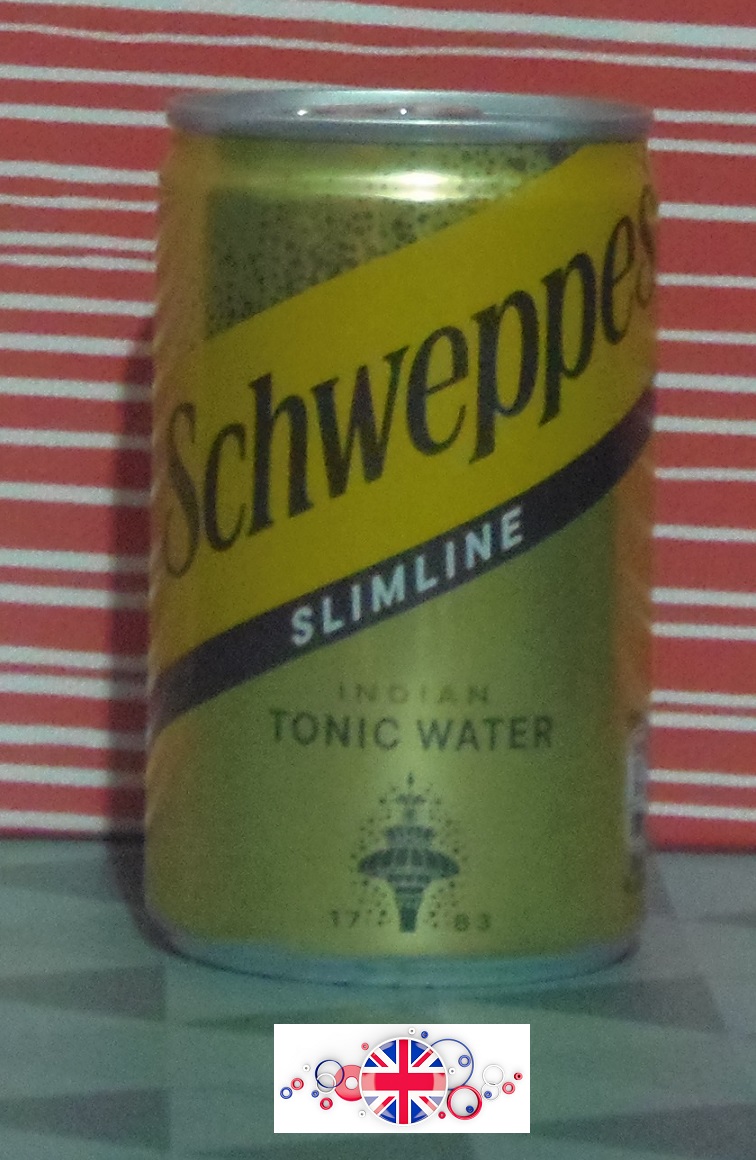 Schweppes
SLIMLINE
INDIAN
TONIC WATER
17 83